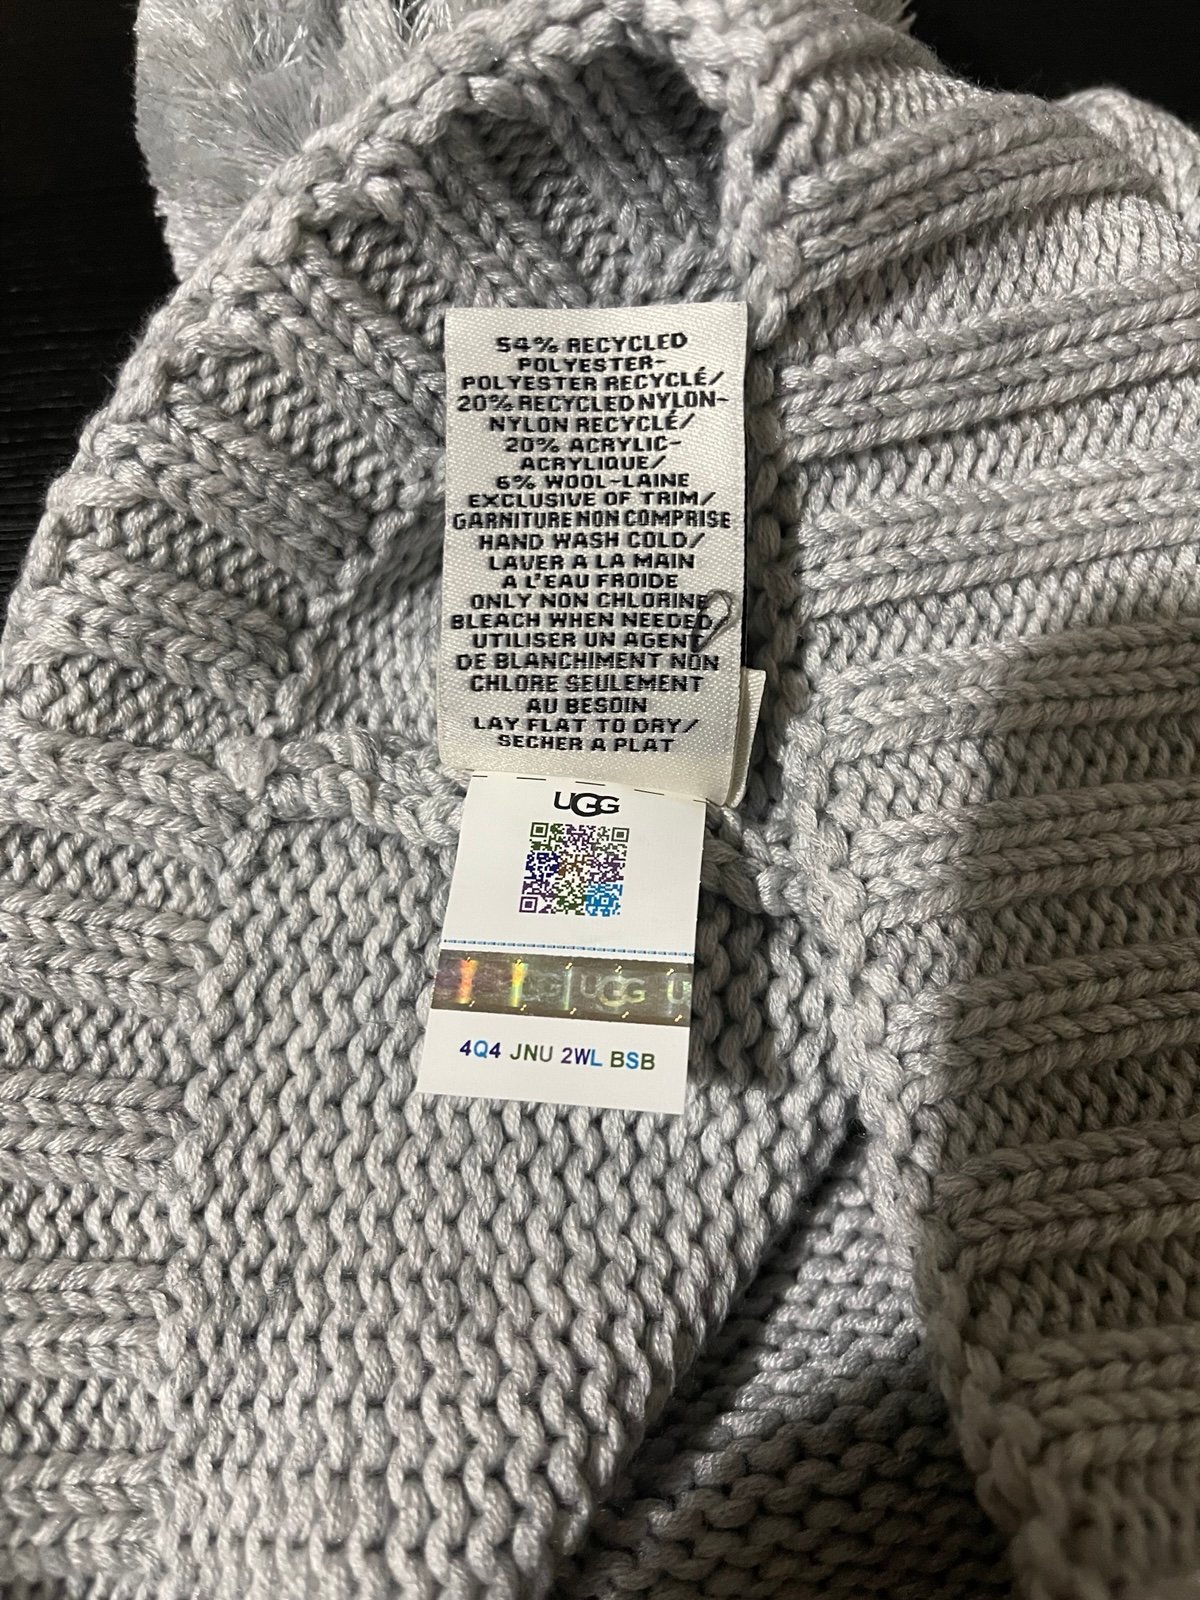 54% RECYCLED
POLYESTER-
POLYESTER RECYCLÉ/
20% RECYCLED NYLON-
NYLON RECYCLÉ/
20% ACRYLIC-
ACRYLIQUE/
6% WOOL-LAINE
EXCLUSIVE OF TRIM/
GARNITURE NON COMPRISE
HAND WASH COLD/
LAVER A LA MAIN
A L'EAU FROIDE
ONLY NON CHLORINE
BLEACH WHEN NEEDED/
UTILISER UN AGENT
DE BLANCHIMENT NON
CHLORE SEULEMENT
AU BESOIN
LAY FLAT TO DRY/
SECHER A PLAT
UGG
UGG UGG U
4Q4 JNU 2WL BSB